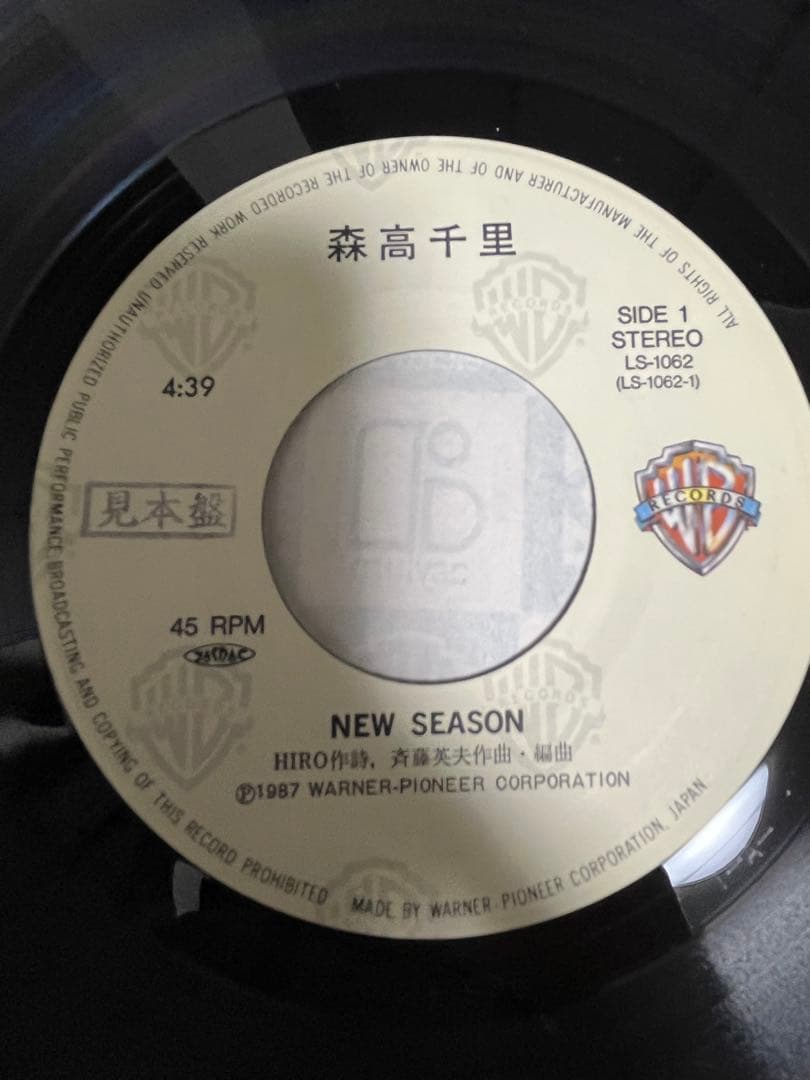 ALL RIGHTS OF THE MANUFACTURER AND OF THE OWNER OF THE RECORDED WORK RESERVED. UNAUTHORIZED PUBLIC PERFORMANCE, BROADCASTING AND COPYING OF THIS RECORD PROHIBITED
森高千里
SIDE 1
STEREO
LS-1062
(LS-1062-1)
4:39
見本盤
RECORDS
45 RPM
JASRAC
NEW SEASON
HIRO作詩，斉藤英夫作曲・編曲
Ⓟ1987 WARNER-PIONEER CORPORATION
MADE BY WARNER-PIONEER CORPORATION, JAPAN